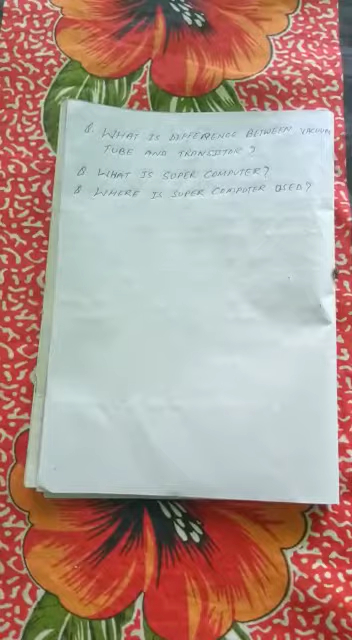 Q. WHAT IS DIFFERENCE BETWEEN VACUUM
TUBE AND TRANSISTOR?
Q WHAT IS SUPER COMPUTER?
Q WHERE IS SUPER COMPUTER USED?